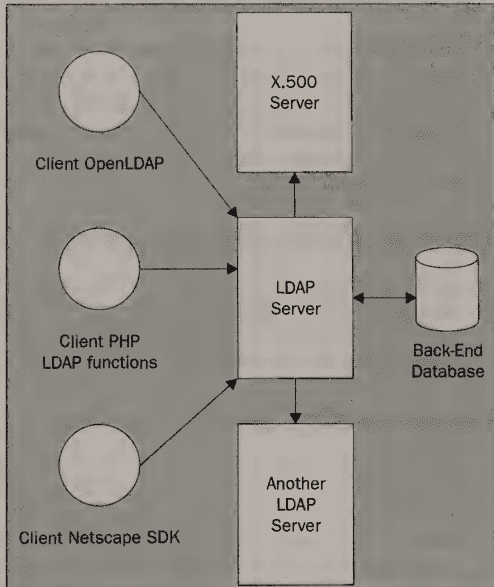 X.500
Server
Client OpenLDAP
LDAP
Server
Client PHP
LDAP functions
Back-End
Database
Another
LDAP
Server
Client Netscape SDK